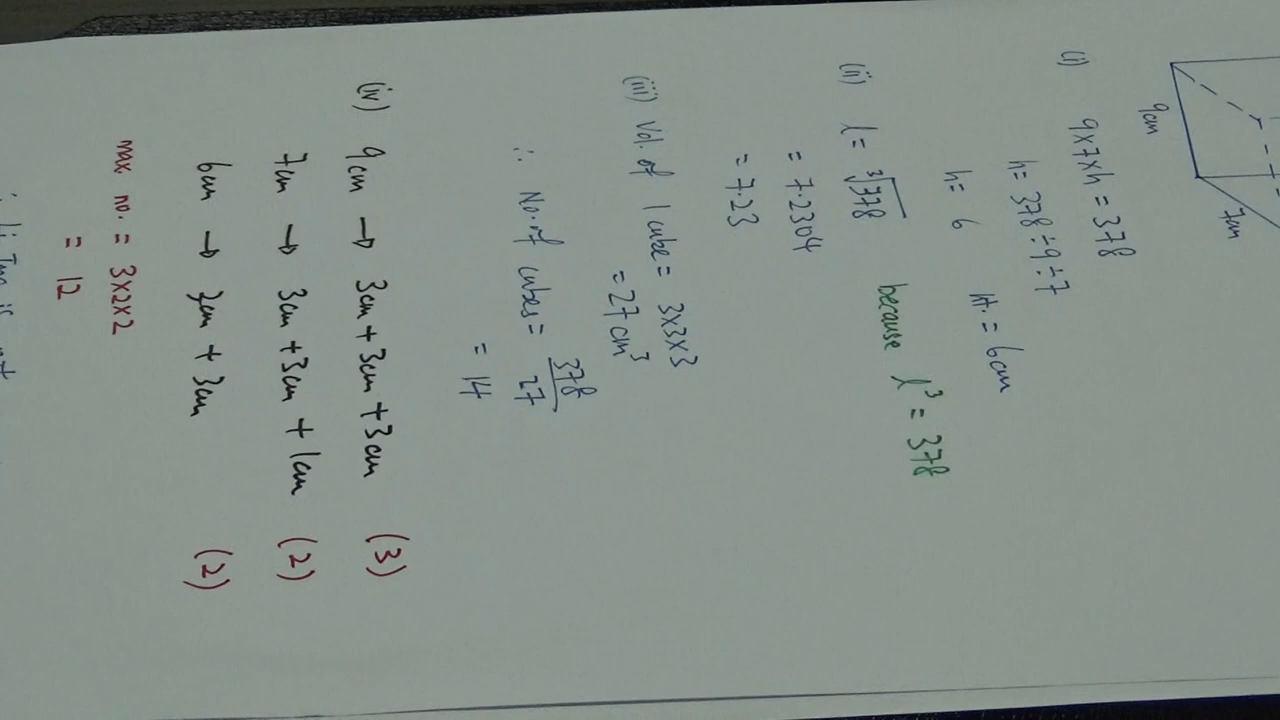 9cm
7cm
(i) 9x7xh = 378
h = 378÷9÷7
h = 6 Ht. = 6cm
(ii) l = ∛378 because l³ = 378
= 7.2304
= 7.23
(iii) Vol. of 1 cube = 3x3x3
= 27cm³
∴ No. of cubes = 378/27
= 14
(iv) 9cm → 3cm + 3cm + 3cm (3)
7cm → 3cm + 3cm + 1cm (2)
6cm → 3cm + 3cm (2)
max no. = 3x2x2
= 12